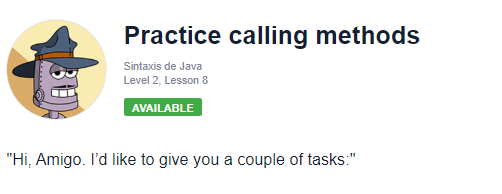 Practice calling methods
Sintaxis de Java
Level 2, Lesson 8
AVAILABLE
"Hi, Amigo. I’d like to give you a couple of tasks:"